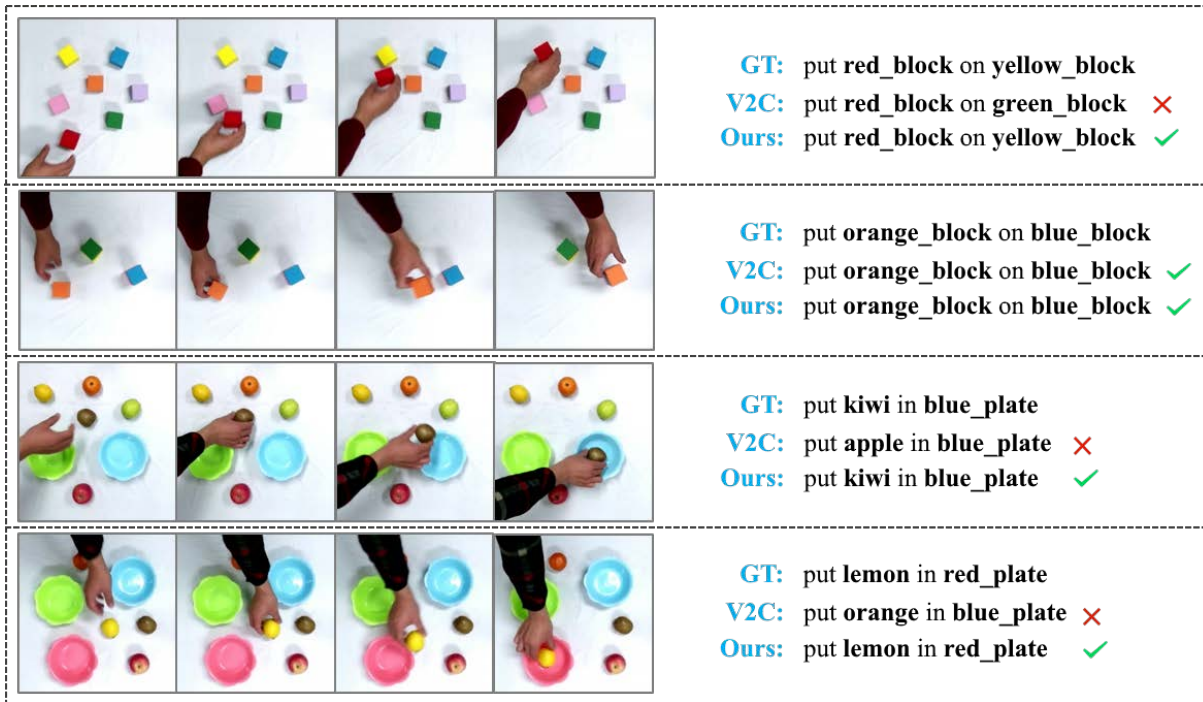 GT: put red_block on yellow_block
V2C: put red_block on green_block ✗
Ours: put red_block on yellow_block ✓
GT: put orange_block on blue_block
V2C: put orange_block on blue_block ✓
Ours: put orange_block on blue_block ✓
GT: put kiwi in blue_plate
V2C: put apple in blue_plate ✗
Ours: put kiwi in blue_plate ✓
GT: put lemon in red_plate
V2C: put orange in blue_plate ✗
Ours: put lemon in red_plate ✓